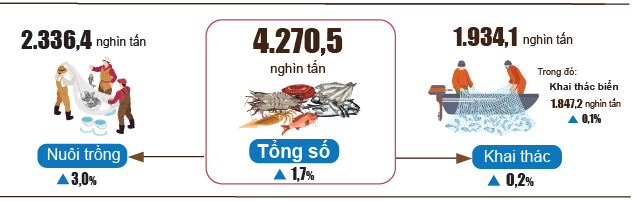 2.336,4 nghìn tấn
Nuôi trồng
▲ 3,0%
4.270,5
nghìn tấn
Tổng số
▲ 1,7%
1.934,1 nghìn tấn
Trong đó:
Khai thác biển
1.847,2 nghìn tấn
▲ 0,1%
Khai thác
▲ 0,2%